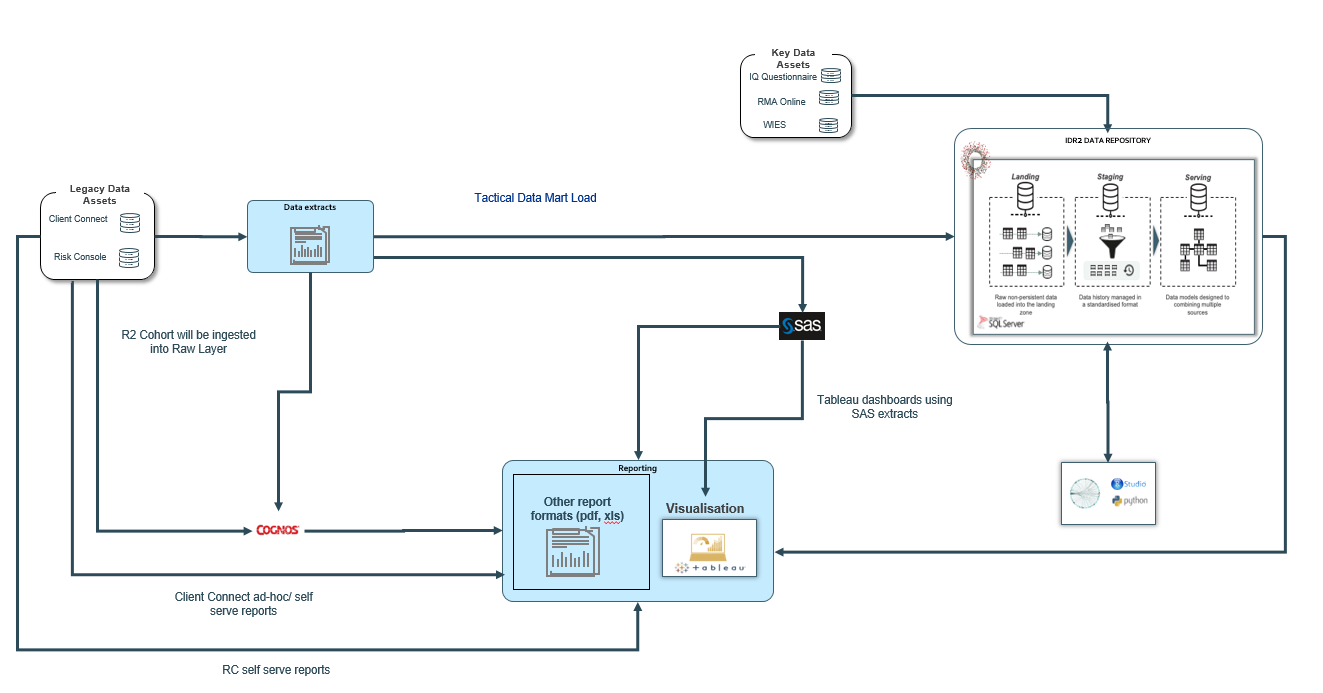 Key Data
Assets
IQ Questionnaire
RMA Online
WIES
IDR2 DATA REPOSITORY
Landing
Staging
Serving
Raw non-persistent data
loaded into the landing
zone
Data history managed in
a standardised format
Data models designed to
combining multiple
sources
SQL Server
Legacy Data
Assets
Client Connect
Risk Console
Data extracts
Tactical Data Mart Load
R2 Cohort will be ingested
into Raw Layer
sas
Tableau dashboards using
SAS extracts
Reporting
Other report
formats (pdf, xls)
Visualisation
tableau
Studio
python
COGNOS
Client Connect ad-hoc/ self
serve reports
RC self serve reports